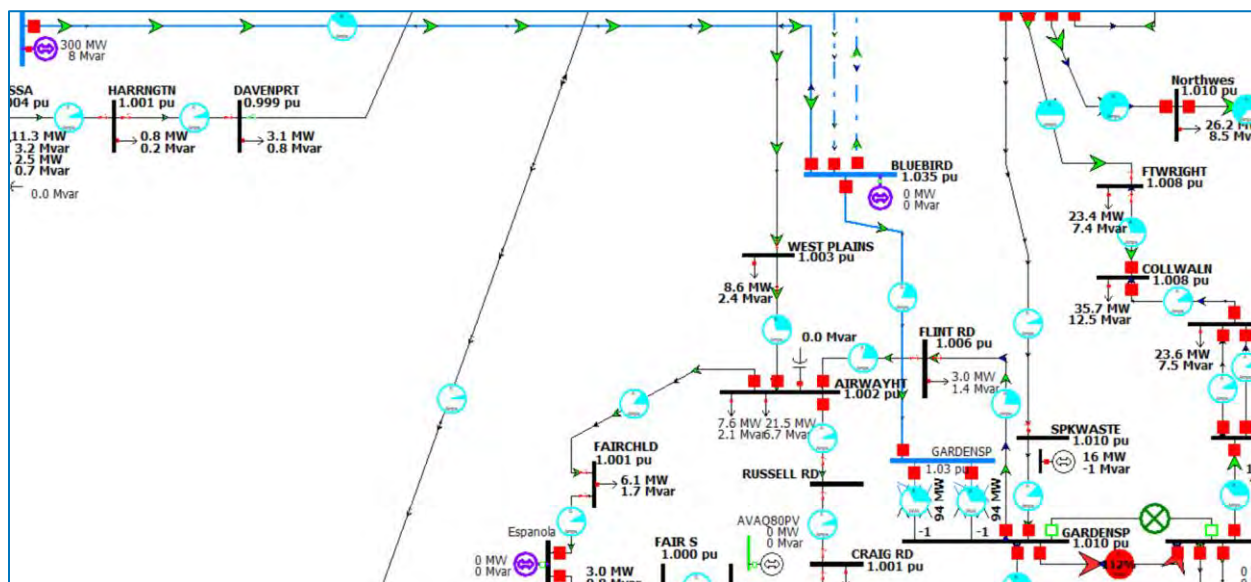 300 MW
8 Mvar
SSA
004 pu
HARRNGTN
1.001 pu
DAVENPRT
0.999 pu
11.3 MW
3.2 Mvar
2.5 MW
0.7 Mvar
0.0 Mvar
0.8 MW
0.2 Mvar
3.1 MW
0.8 Mvar
Northwes
1.010 pu
26.2 M
8.5 Mv
BLUEBIRD
1.035 pu
0 MW
0 Mvar
FTWRIGHT
1.008 pu
23.4 MW
7.4 Mvar
WEST PLAINS
1.003 pu
8.6 MW
2.4 Mvar
COLLWALN
1.008 pu
35.7 MW
12.5 Mvar
0.0 Mvar
FLINT RD
1.006 pu
3.0 MW
1.4 Mvar
23.6 MW
7.5 Mvar
AIRWAYHT
1.002 pu
7.6 MW
2.1 Mvar
21.5 MW
6.7 Mvar
SPKWASTE
1.010 pu
16 MW
-1 Mvar
FAIRCHLD
1.001 pu
6.1 MW
1.7 Mvar
RUSSELL RD
GARDENSP
1.03 pu
94 MW
94 MW
-1
-1
Espanola
0 MW
0 Mvar
3.0 MW
0.8 Mvar
FAIR S
1.000 pu
AVAQ80PV
0 MW
0 Mvar
CRAIG RD
1.001 pu
GARDENSP
1.010 pu
112%